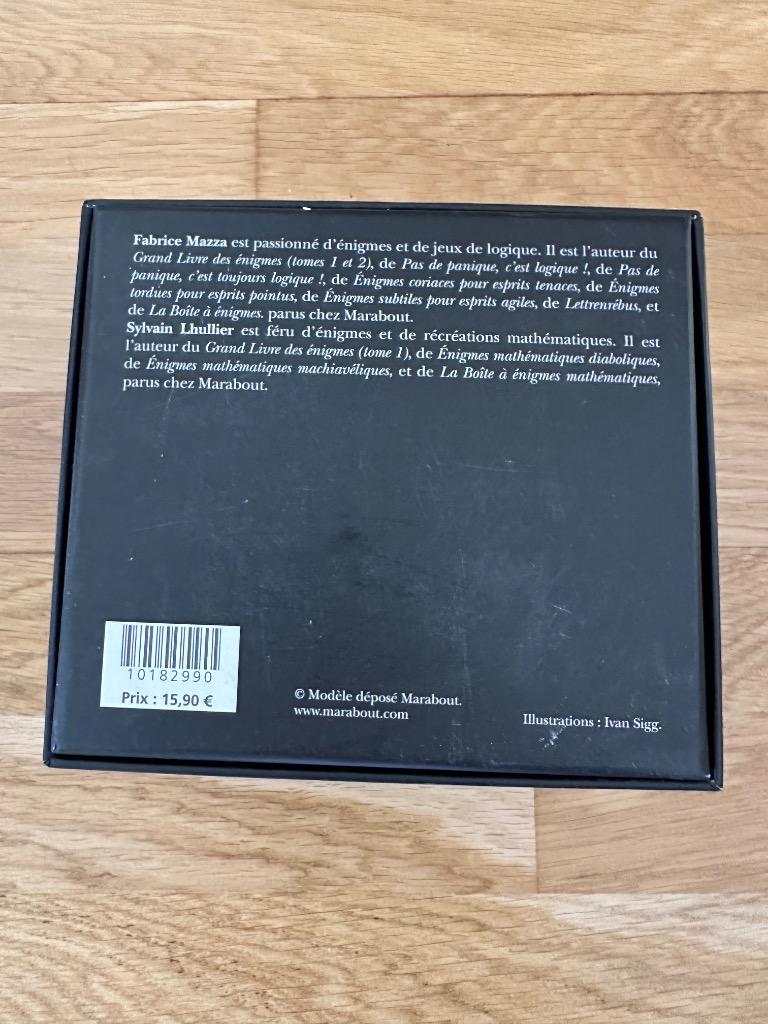 Fabrice Mazza est passionné d'énigmes et de jeux de logique. Il est l'auteur du
Grand Livre des énigmes (tomes 1 et 2), de Pas de panique, c'est logique !, de Pas de
panique, c'est toujours logique !, de Énigmes coriaces pour esprits tenaces, de Énigmes
tordues pour esprits pointus, de Énigmes subtiles pour esprits agiles, de Lettrenrébus, et
de La Boîte à énigmes. parus chez Marabout.
Sylvain Lhullier est féru d'énigmes et de récréations mathématiques. Il est
l'auteur du Grand Livre des énigmes (tome 1), de Énigmes mathématiques diaboliques,
de Énigmes mathématiques machiavéliques, et de La Boîte à énigmes mathématiques,
parus chez Marabout.
10182990
Prix : 15,90 €
© Modèle déposé Marabout.
www.marabout.com
Illustrations : Ivan Sigg.